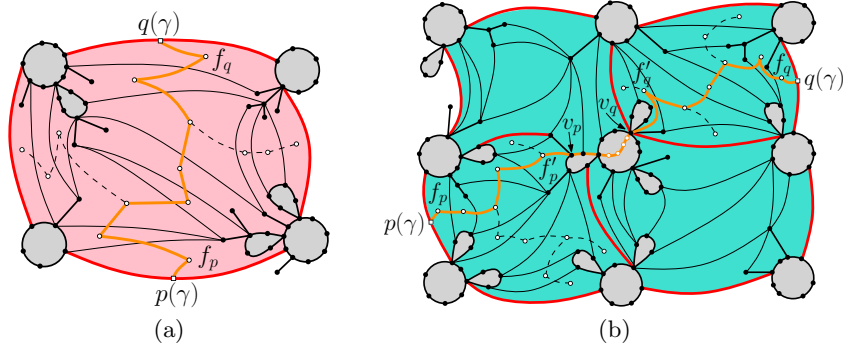 q(γ)
f_q
f_p
p(γ)
(a)
f'_q
f_q
q(γ)
v_q
v_p
f'_p
f_p
p(γ)
(b)